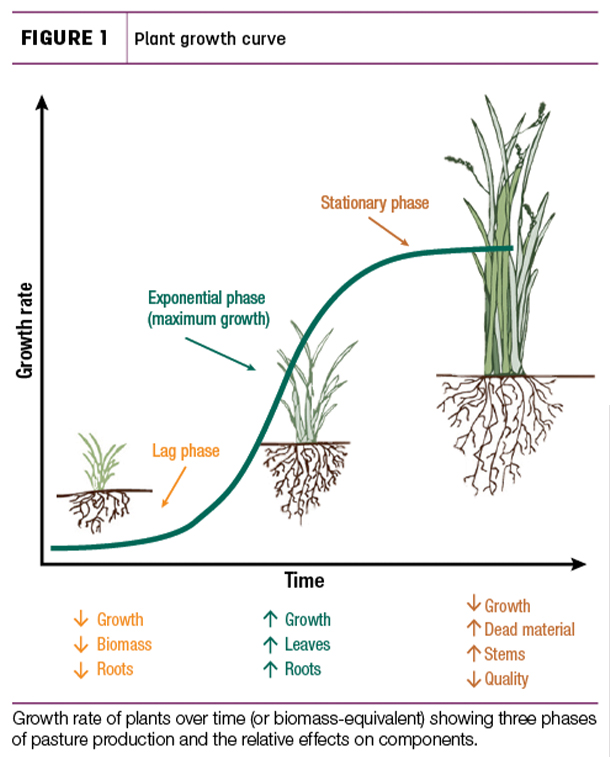 FIGURE 1
Plant growth curve
Stationary phase
Exponential phase
(maximum growth)
Growth rate
Lag phase
Time
↓ Growth
↓ Biomass
↓ Roots
↑ Growth
↑ Leaves
↑ Roots
↓ Growth
↑ Dead material
↑ Stems
↓ Quality
Growth rate of plants over time (or biomass-equivalent) showing three phases
of pasture production and the relative effects on components.